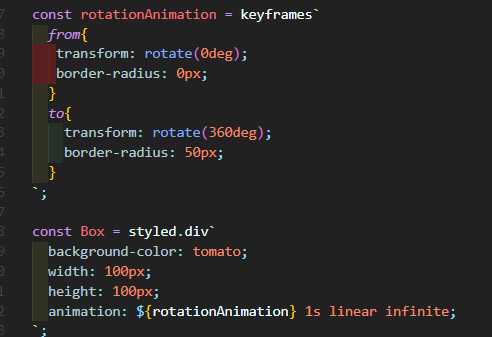 const rotationAnimation = keyframes`
from{
transform: rotate(0deg);
border-radius: 0px;
}
to{
transform: rotate(360deg);
border-radius: 50px;
}
`;
const Box = styled.div`
background-color: tomato;
width: 100px;
height: 100px;
animation: ${rotationAnimation} 1s linear infinite;
`;